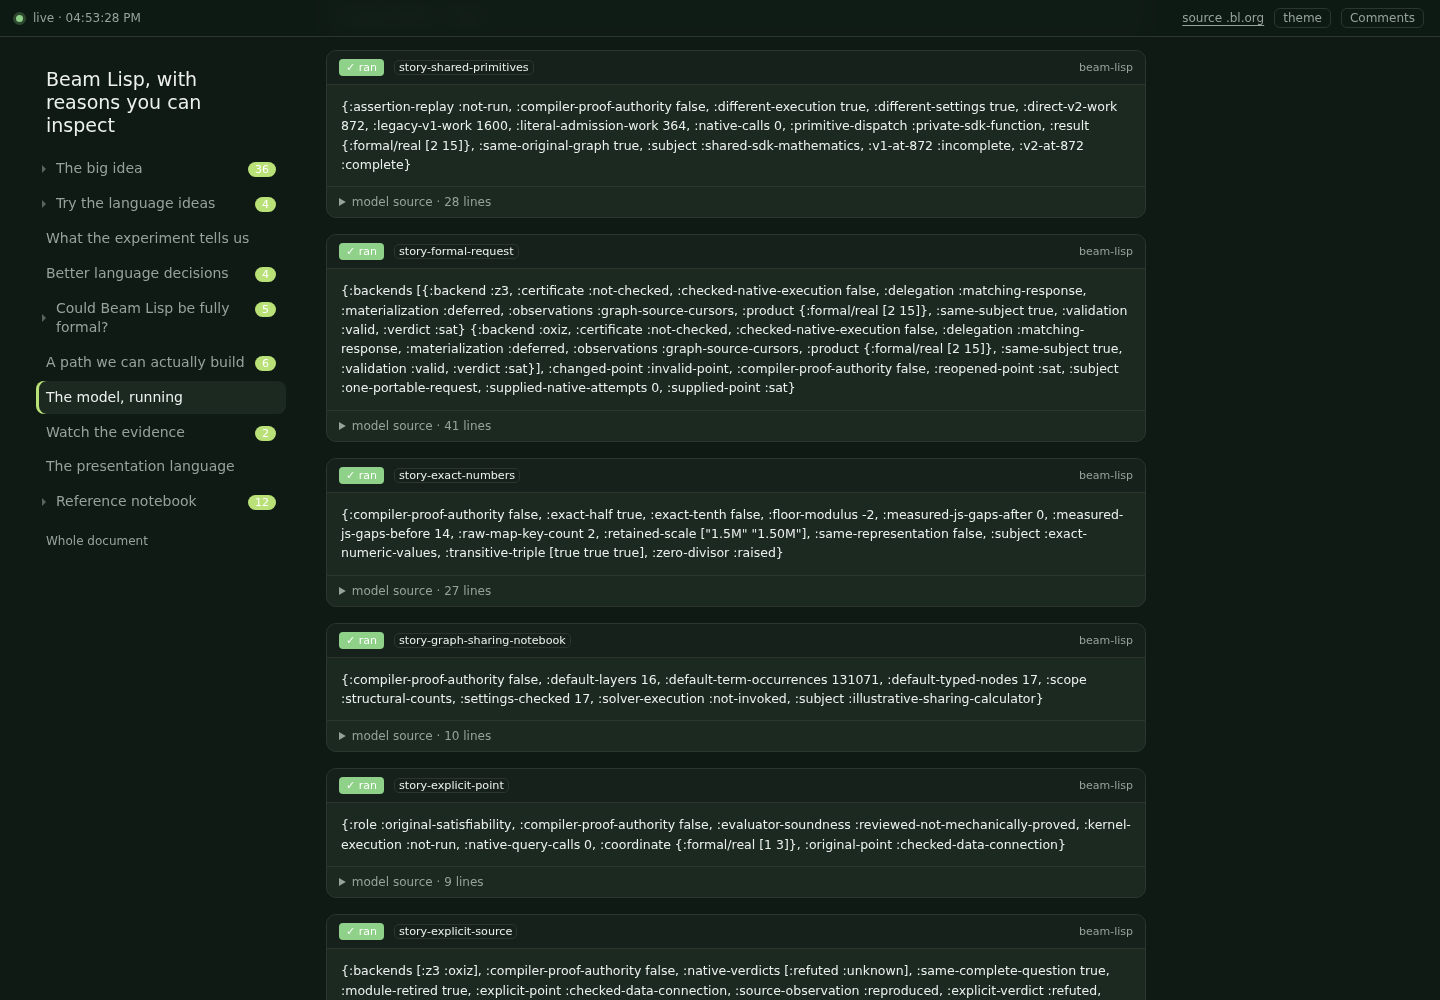 live · 04:53:28 PM
source .bl.org
theme
Comments
Beam Lisp, with
reasons you can
inspect
The big idea 36
Try the language ideas 4
What the experiment tells us
Better language decisions 4
Could Beam Lisp be fully 5
formal?
A path we can actually build 6
The model, running
Watch the evidence 2
The presentation language
Reference notebook 12
Whole document
✓ ran story-shared-primitives beam-lisp
{:assertion-replay :not-run, :compiler-proof-authority false, :different-execution true, :different-settings true, :direct-v2-work
872, :legacy-v1-work 1600, :literal-admission-work 364, :native-calls 0, :primitive-dispatch :private-sdk-function, :result
{:formal/real [2 15]}, :same-original-graph true, :subject :shared-sdk-mathematics, :v1-at-872 :incomplete, :v2-at-872
:complete}
▶ model source · 28 lines
✓ ran story-formal-request beam-lisp
{:backends [{:backend :z3, :certificate :not-checked, :checked-native-execution false, :delegation :matching-response,
:materialization :deferred, :observations :graph-source-cursors, :product {:formal/real [2 15]}, :same-subject true, :validation
:valid, :verdict :sat} {:backend :oxiz, :certificate :not-checked, :checked-native-execution false, :delegation :matching-
response, :materialization :deferred, :observations :graph-source-cursors, :product {:formal/real [2 15]}, :same-subject true,
:validation :valid, :verdict :sat}], :changed-point :invalid-point, :compiler-proof-authority false, :reopened-point :sat, :subject
:one-portable-request, :supplied-native-attempts 0, :supplied-point :sat}
▶ model source · 41 lines
✓ ran story-exact-numbers beam-lisp
{:compiler-proof-authority false, :exact-half true, :exact-tenth false, :floor-modulus -2, :measured-js-gaps-after 0, :measured-
js-gaps-before 14, :raw-map-key-count 2, :retained-scale ["1.5M" "1.50M"], :same-representation false, :subject :exact-
numeric-values, :transitive-triple [true true true], :zero-divisor :raised}
▶ model source · 27 lines
✓ ran story-graph-sharing-notebook beam-lisp
{:compiler-proof-authority false, :default-layers 16, :default-term-occurrences 131071, :default-typed-nodes 17, :scope
:structural-counts, :settings-checked 17, :solver-execution :not-invoked, :subject :illustrative-sharing-calculator}
▶ model source · 10 lines
✓ ran story-explicit-point beam-lisp
{:role :original-satisfiability, :compiler-proof-authority false, :evaluator-soundness :reviewed-not-mechanically-proved, :kernel-
execution :not-run, :native-query-calls 0, :coordinate {:formal/real [1 3]}, :original-point :checked-data-connection}
▶ model source · 9 lines
✓ ran story-explicit-source beam-lisp
{:backends [:z3 :oxiz], :compiler-proof-authority false, :native-verdicts [:refuted :unknown], :same-complete-question true,
:module-retired true, :explicit-point :checked-data-connection, :source-observation :reproduced, :explicit-verdict :refuted,